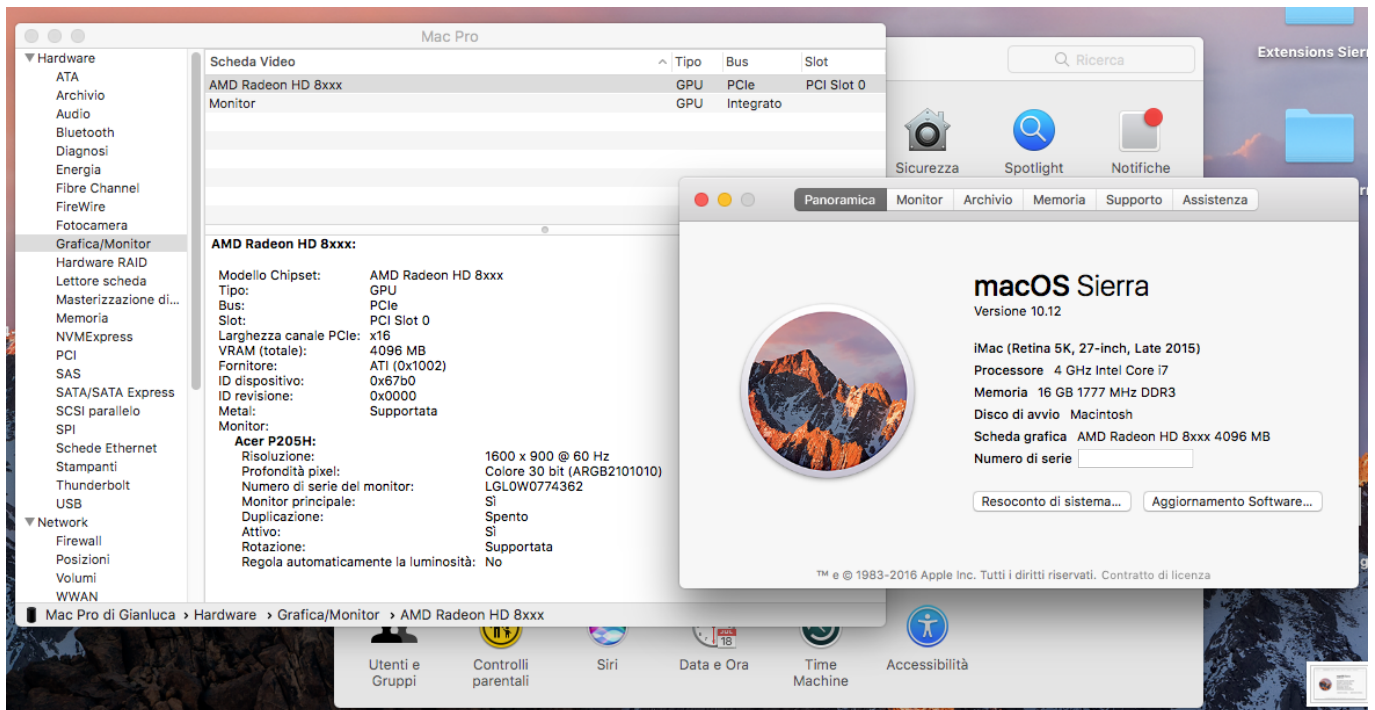 Mac Pro
Hardware
ATA
Archivio
Audio
Bluetooth
Diagnosi
Energia
Fibre Channel
FireWire
Fotocamera
Grafica/Monitor
Hardware RAID
Lettore scheda
Masterizzazione di...
Memoria
NVMExpress
PCI
SAS
SATA/SATA Express
SCSI parallelo
SPI
Schede Ethernet
Stampanti
Thunderbolt
USB
Network
Firewall
Posizioni
Volumi
WWAN
Scheda Video Tipo Bus Slot
AMD Radeon HD 8xxx GPU PCIe PCI Slot 0
Monitor GPU Integrato
AMD Radeon HD 8xxx:
Modello Chipset: AMD Radeon HD 8xxx
Tipo: GPU
Bus: PCIe
Slot: PCI Slot 0
Larghezza canale PCIe: x16
VRAM (totale): 4096 MB
Fornitore: ATI (0x1002)
ID dispositivo: 0x67b0
ID revisione: 0x0000
Metal: Supportata
Monitor:
Acer P205H:
Risoluzione: 1600 x 900 @ 60 Hz
Profondità pixel: Colore 30 bit (ARGB2101010)
Numero di serie del monitor: LGL0W0774362
Monitor principale: Sì
Duplicazione: Spento
Attivo: Sì
Rotazione: Supportata
Regola automaticamente la luminosità: No
Mac Pro di Gianluca › Hardware › Grafica/Monitor › AMD Radeon HD 8xxx
Ricerca
Sicurezza Spotlight Notifiche
Extensions Sier
Panoramica Monitor Archivio Memoria Supporto Assistenza
macOS Sierra
Versione 10.12
iMac (Retina 5K, 27-inch, Late 2015)
Processore 4 GHz Intel Core i7
Memoria 16 GB 1777 MHz DDR3
Disco di avvio Macintosh
Scheda grafica AMD Radeon HD 8xxx 4096 MB
Numero di serie
Resoconto di sistema... Aggiornamento Software...
™ e © 1983-2016 Apple Inc. Tutti i diritti riservati. Contratto di licenza
JUL
18
Utenti e Gruppi
Controlli parentali
Siri
Data e Ora
Time Machine
Accessibilità